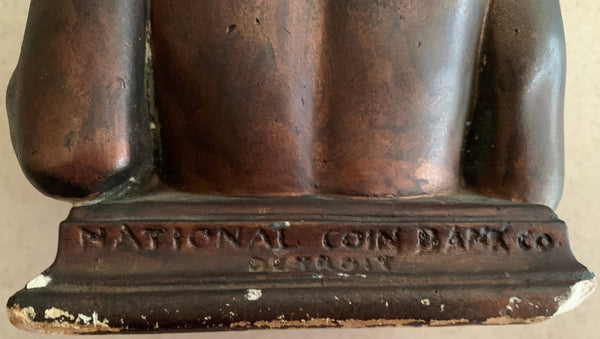 NATIONAL COIN BANK CO.
DETROIT